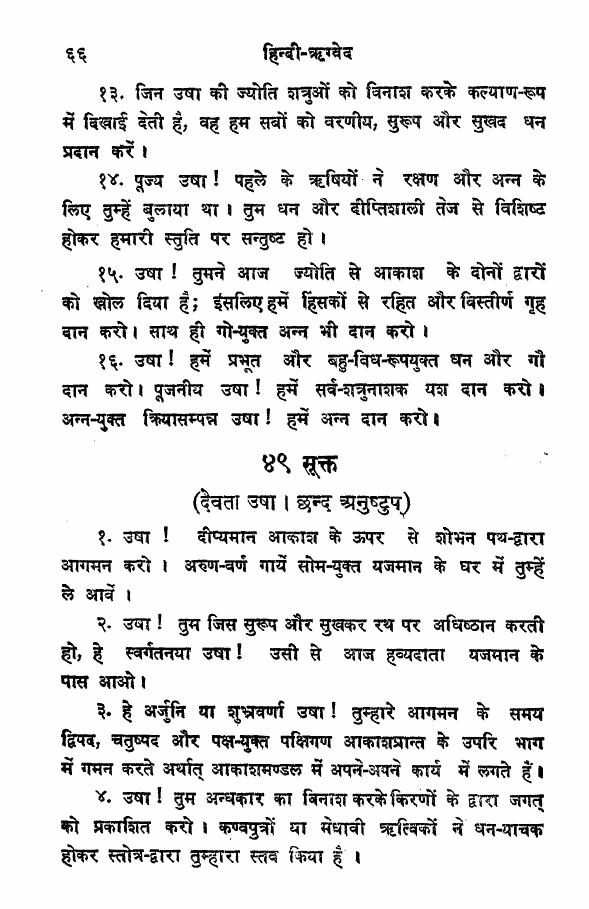 ६६ हिन्दी-ऋग्वेद
१३. जिन उषा की ज्योति शत्रुओं को विनाश करके कल्याण-रूप
में दिखाई देती है, वह हम सबों को वरणीय, सुरूप और सुखद धन
प्रदान करें।
१४. पूज्य उषा! पहले के ऋषियों ने रक्षण और अन्न के
लिए तुम्हें बुलाया था। तुम धन और दीप्तिशाली तेज से विशिष्ट
होकर हमारी स्तुति पर सन्तुष्ट हो।
१५. उषा! तुमने आज ज्योति से आकाश के दोनों द्वारों
को खोल दिया है; इसलिए हमें हिंसकों से रहित और विस्तीर्ण गृह
दान करो। साथ ही गो-युक्त अन्न भी दान करो।
१६. उषा! हमें प्रभूत और बहु-विध-रूपयुक्त धन और गौ
दान करो। पूजनीय उषा! हमें सर्व-शत्रुनाशक यश दान करो।
अन्न-युक्त क्रियासम्पन्न उषा! हमें अन्न दान करो।
४९ सूक्त
(देवता उषा। छन्द अनुष्टुप्)
१. उषा! दीप्यमान आकाश के ऊपर से शोभन पथ-द्वारा
आगमन करो। अरुण-वर्ण गायें सोम-युक्त यजमान के घर में तुम्हें
ले आवें।
२. उषा! तुम जिस सुरूप और सुखकर रथ पर अधिष्ठान करती
हो, हे स्वर्गतनया उषा! उसी से आज हव्यदाता यजमान के
पास आओ।
३. हे अर्जुनि या शुभ्रवर्णा उषा! तुम्हारे आगमन के समय
द्विपद, चतुष्पद और पक्ष-युक्त पक्षिगण आकाशप्रान्त के उपरि भाग
में गमन करते अर्थात् आकाशमण्डल में अपने-अपने कार्य में लगते हैं।
४. उषा! तुम अन्धकार का विनाश करके किरणों के द्वारा जगत्
को प्रकाशित करो। कण्वपुत्रों या मेधावी ऋत्विकों ने धन-याचक
होकर स्तोत्र-द्वारा तुम्हारा स्तव किया है।